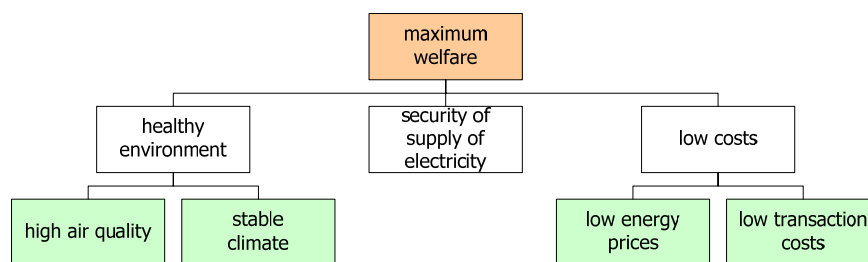 maximum
welfare
healthy
environment
security of
supply of
electricity
low costs
high air quality
stable
climate
low energy
prices
low transaction
costs